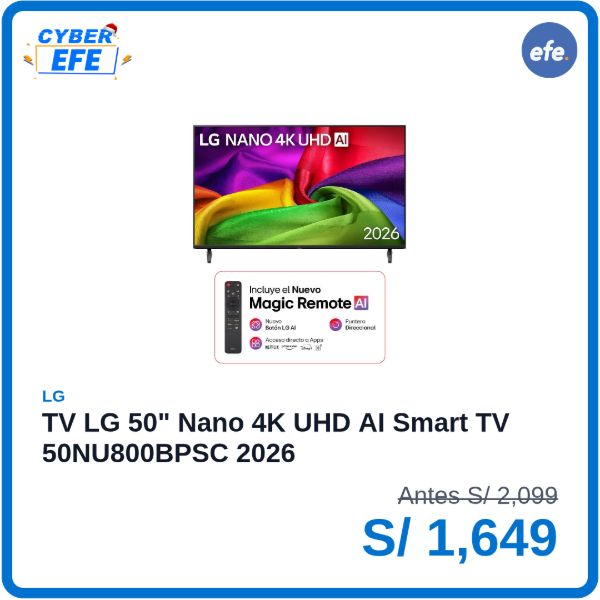 CYBER
EFE
efe.
LG NANO 4K UHD AI
2026
Incluye el Nuevo
Magic Remote AI
Nuevo
Botón LG AI
Puntero
Direccional
Acceso directo a Apps
NETFLIX
LG
TV LG 50" Nano 4K UHD AI Smart TV
50NU800BPSC 2026
Antes S/ 2,099
S/ 1,649